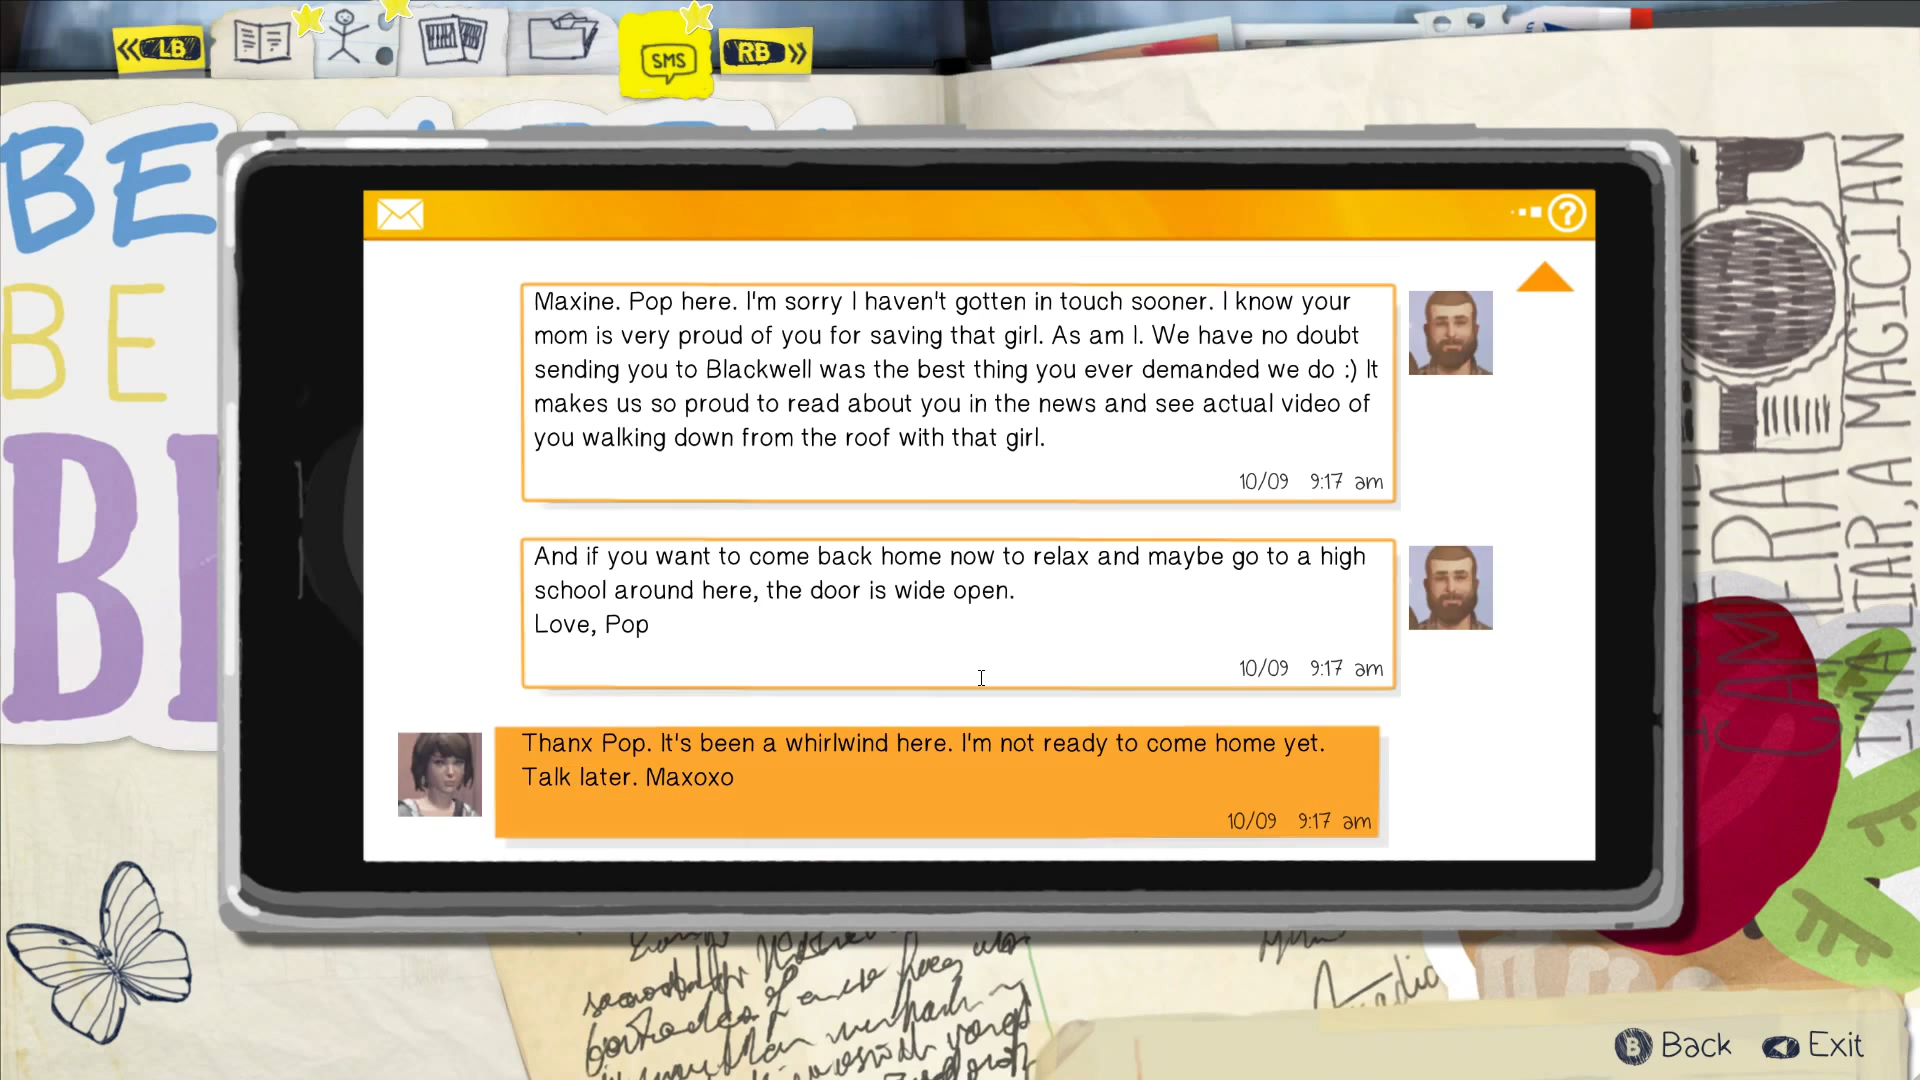 LB
SMS
RB
BE
BE
Maxine. Pop here. I'm sorry I haven't gotten in touch sooner. I know your
mom is very proud of you for saving that girl. As am I. We have no doubt
sending you to Blackwell was the best thing you ever demanded we do :) It
makes us so proud to read about you in the news and see actual video of
you walking down from the roof with that girl.
10/09 9:17 am
And if you want to come back home now to relax and maybe go to a high
school around here, the door is wide open.
Love, Pop
10/09 9:17 am
Thanx Pop. It's been a whirlwind here. I'm not ready to come home yet.
Talk later. Maxoxo
10/09 9:17 am
CAMERA
I'M A LIAR, A MAGICIAN
B Back
Exit